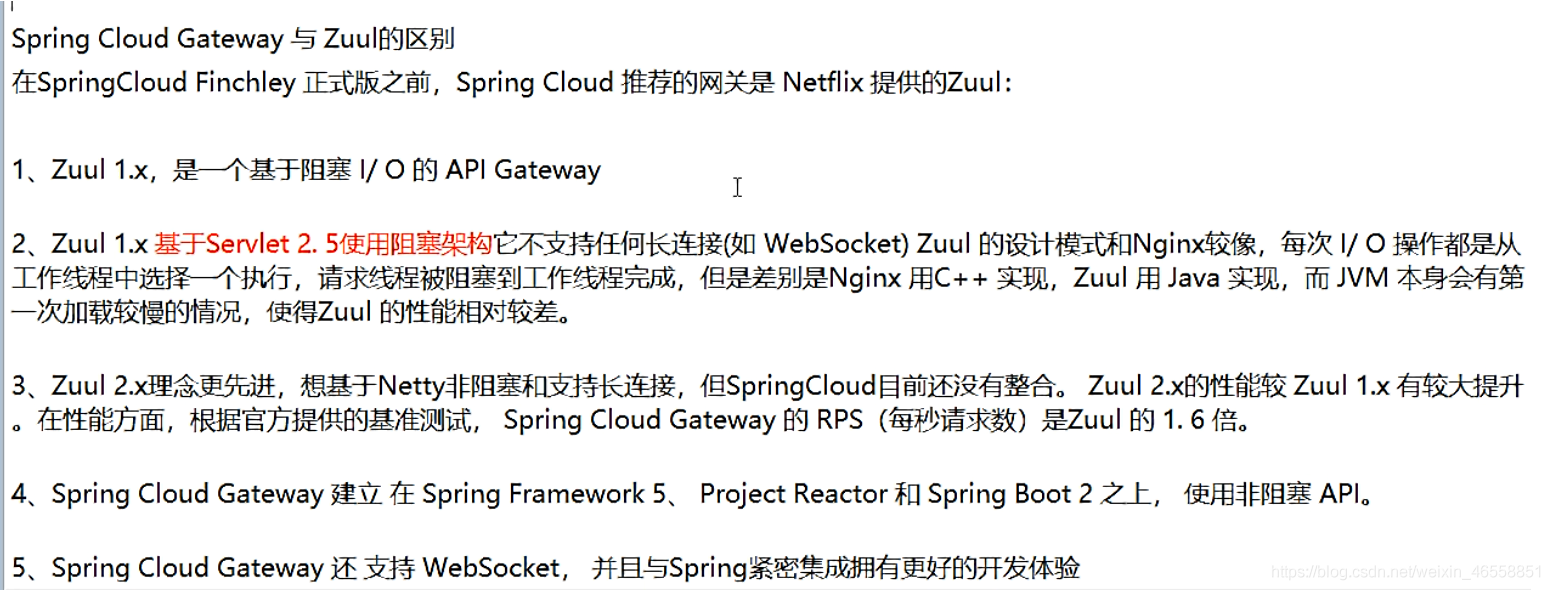 Spring Cloud Gateway 与 Zuul的区别
在SpringCloud Finchley 正式版之前，Spring Cloud 推荐的网关是 Netflix 提供的Zuul：
1、Zuul 1.x，是一个基于阻塞 I/ O 的 API Gateway
2、Zuul 1.x 基于Servlet 2. 5使用阻塞架构它不支持任何长连接(如 WebSocket) Zuul 的设计模式和Nginx较像，每次 I/ O 操作都是从
工作线程中选择一个执行，请求线程被阻塞到工作线程完成，但是差别是Nginx 用C++ 实现，Zuul 用 Java 实现，而 JVM 本身会有第
一次加载较慢的情况，使得Zuul 的性能相对较差。
3、Zuul 2.x理念更先进，想基于Netty非阻塞和支持长连接，但SpringCloud目前还没有整合。 Zuul 2.x的性能较 Zuul 1.x 有较大提升
。在性能方面，根据官方提供的基准测试， Spring Cloud Gateway 的 RPS（每秒请求数）是Zuul 的 1. 6 倍。
4、Spring Cloud Gateway 建立 在 Spring Framework 5、 Project Reactor 和 Spring Boot 2 之上， 使用非阻塞 API。
5、Spring Cloud Gateway 还 支持 WebSocket， 并且与Spring紧密集成拥有更好的开发体验
https://blog.csdn.net/weixin_46558851